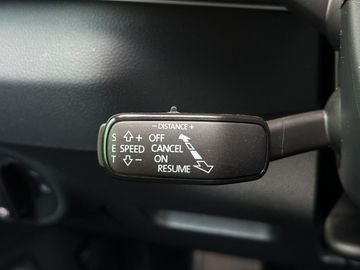 – DISTANCE +
S + OFF
E SPEED CANCEL
T – ON
RESUME